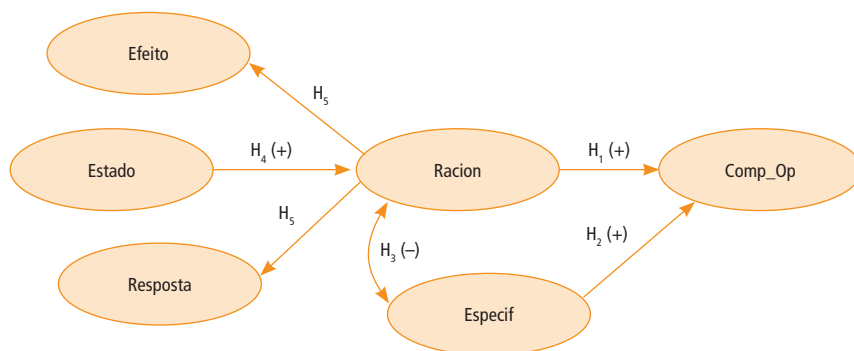 Efeito
H₅
Estado
H₄ (+)
Racion
H₁ (+)
Comp_Op
H₅
H₂ (+)
H₃ (–)
Resposta
Especif